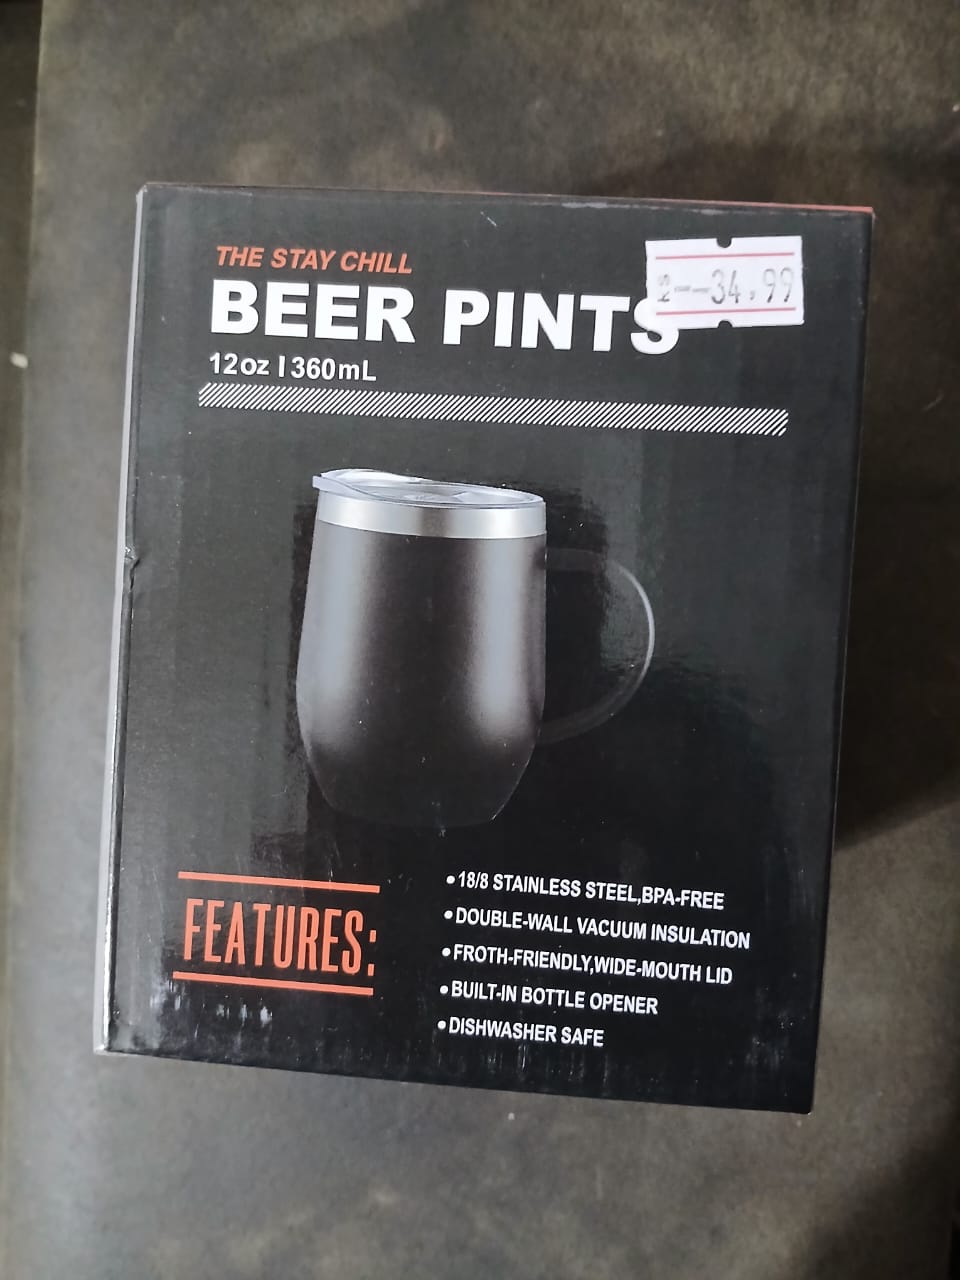 THE STAY CHILL
BEER PINTS
34.99
12oz | 360mL
FEATURES:
•18/8 STAINLESS STEEL,BPA-FREE
•DOUBLE-WALL VACUUM INSULATION
•FROTH-FRIENDLY,WIDE-MOUTH LID
•BUILT-IN BOTTLE OPENER
•DISHWASHER SAFE